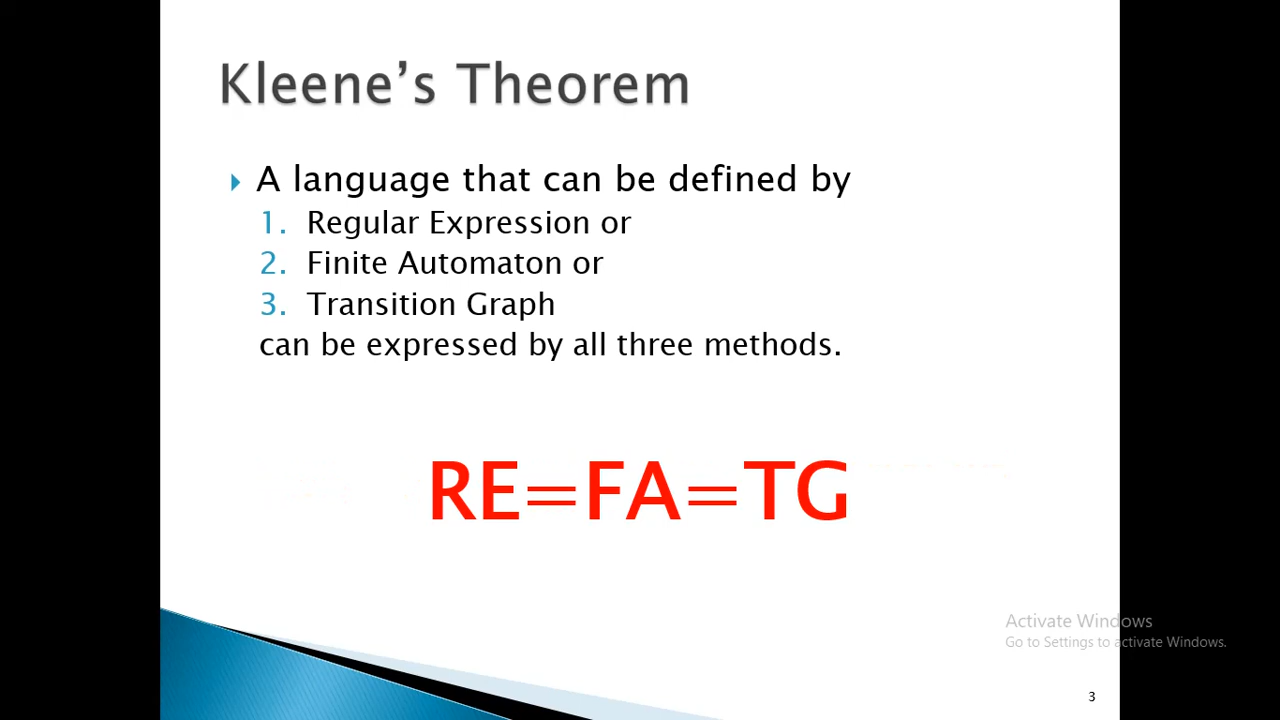 Kleene’s Theorem
A language that can be defined by
1. Regular Expression or
2. Finite Automaton or
3. Transition Graph
can be expressed by all three methods.
RE=FA=TG
Activate Windows
Go to Settings to activate Windows.
3